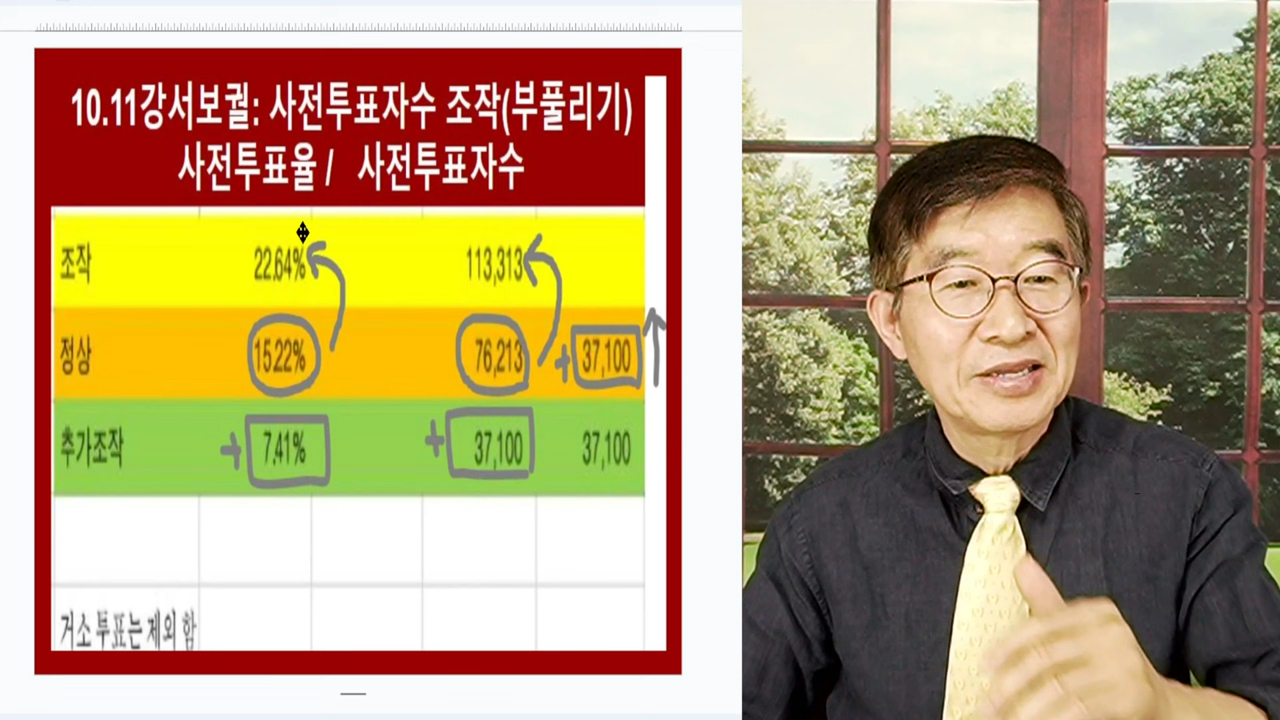 10.11강서보궐: 사전투표자수 조작(부풀리기)
사전투표율 / 사전투표자수
조작 22.64% 113,313
정상 15.22% 76,213 + 37,100
추가조작 + 7.41% + 37,100 37,100
거소투표는 제외 함